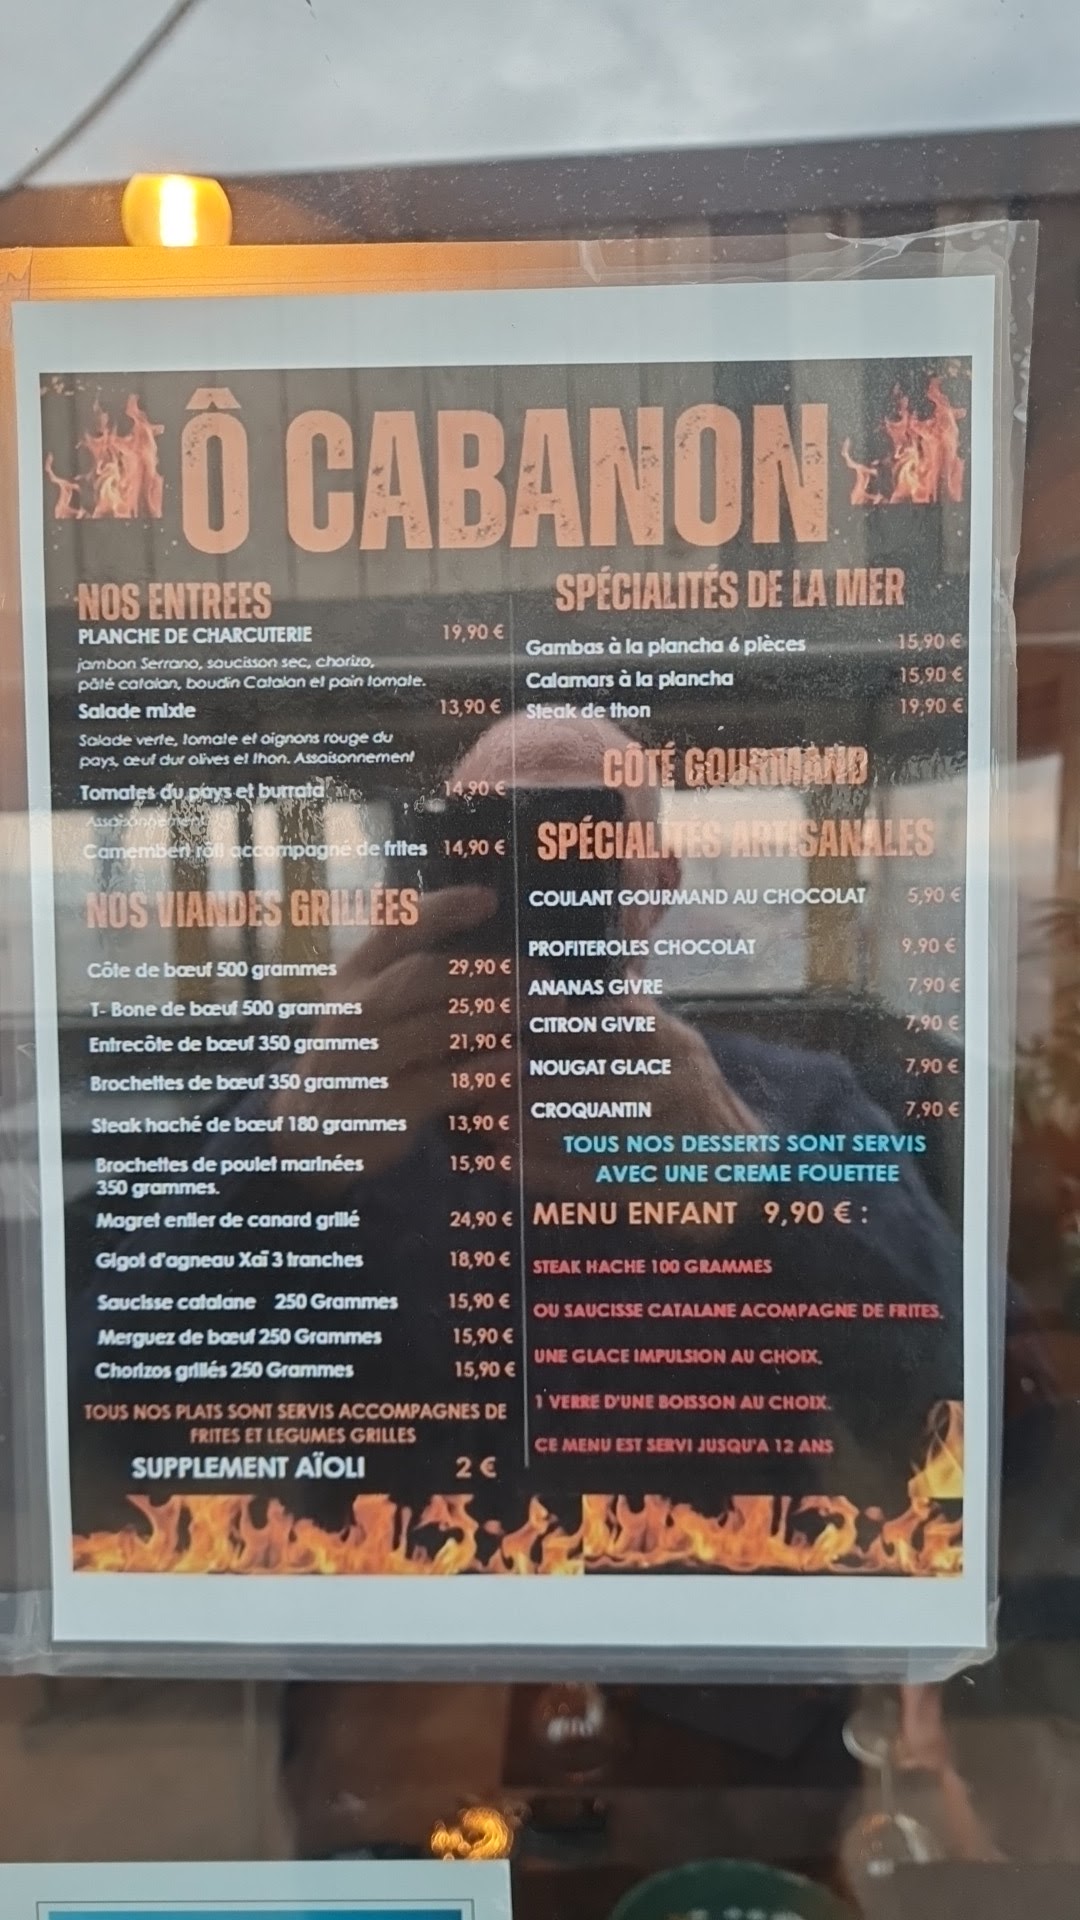 Ô CABANON
NOS ENTREES
PLANCHE DE CHARCUTERIE 19,90 €
jambon Serrano, saucisson sec, chorizo,
pâté catalan, boudin Catalan et pain tomate.
Salade mixte 13,90 €
Salade verte, tomate et oignons rouge du
pays, œuf dur olives et thon. Assaisonnement
Tomates du pays et burrata 14,90 €
Assaisonnement
Camembert rôti accompagné de frites 14,90 €
NOS VIANDES GRILLÉES
Côte de bœuf 500 grammes 29,90 €
T- Bone de bœuf 500 grammes 25,90 €
Entrecôte de bœuf 350 grammes 21,90 €
Brochettes de bœuf 350 grammes 18,90 €
Steak haché de bœuf 180 grammes 13,90 €
Brochettes de poulet marinées 15,90 €
350 grammes.
Magret entier de canard grillé 24,90 €
Gigot d'agneau Xaï 3 tranches 18,90 €
Saucisse catalane 250 Grammes 15,90 €
Merguez de bœuf 250 Grammes 15,90 €
Chorizos grillés 250 Grammes 15,90 €
TOUS NOS PLATS SONT SERVIS ACCOMPAGNES DE
FRITES ET LEGUMES GRILLES
SUPPLEMENT AÏOLI 2 €
SPÉCIALITÉS DE LA MER
Gambas à la plancha 6 pièces 15,90 €
Calamars à la plancha 15,90 €
Steak de thon 19,90 €
CÔTÉ GOURMAND
SPÉCIALITÉS ARTISANALES
COULANT GOURMAND AU CHOCOLAT 5,90 €
PROFITEROLES CHOCOLAT 9,90 €
ANANAS GIVRE 7,90 €
CITRON GIVRE 7,90 €
NOUGAT GLACE 7,90 €
CROQUANTIN 7,90 €
TOUS NOS DESSERTS SONT SERVIS
AVEC UNE CREME FOUETTEE
MENU ENFANT 9,90 € :
STEAK HACHE 100 GRAMMES
OU SAUCISSE CATALANE ACOMPAGNE DE FRITES.
UNE GLACE IMPULSION AU CHOIX.
1 VERRE D'UNE BOISSON AU CHOIX.
CE MENU EST SERVI JUSQU'A 12 ANS